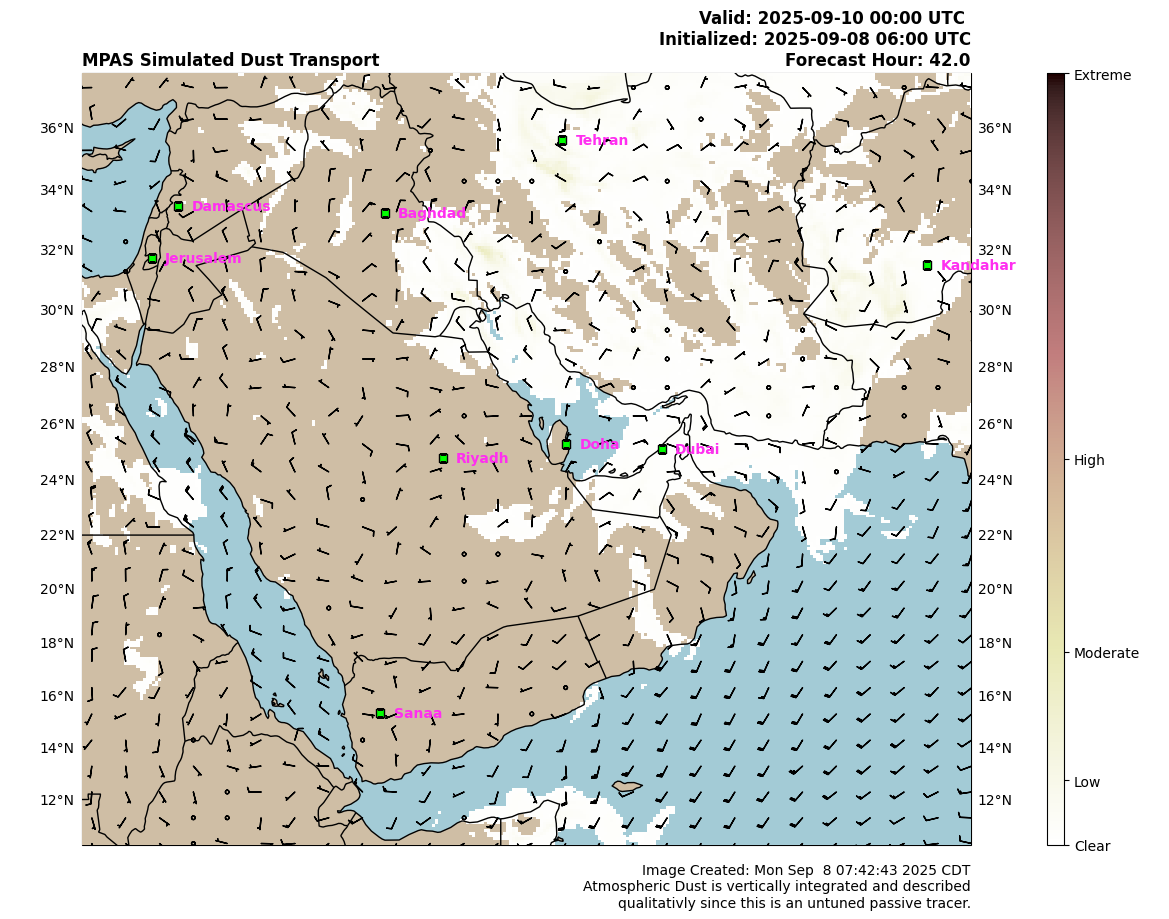 Valid: 2025-09-10 00:00 UTC
Initialized: 2025-09-08 06:00 UTC
MPAS Simulated Dust Transport
Forecast Hour: 42.0
Extreme
36°N
Tehran
36°N
34°N
34°N
Damascus
Baghdad
32°N
32°N
Jerusalem
Kandahar
30°N
30°N
28°N
28°N
26°N
26°N
Doha
Dubai
Riyadh
High
24°N
24°N
22°N
22°N
20°N
20°N
18°N
18°N
Moderate
16°N
16°N
Sanaa
14°N
14°N
Low
12°N
12°N
Clear
Image Created: Mon Sep  8 07:42:43 2025 CDT
Atmospheric Dust is vertically integrated and described
qualitativly since this is an untuned passive tracer.